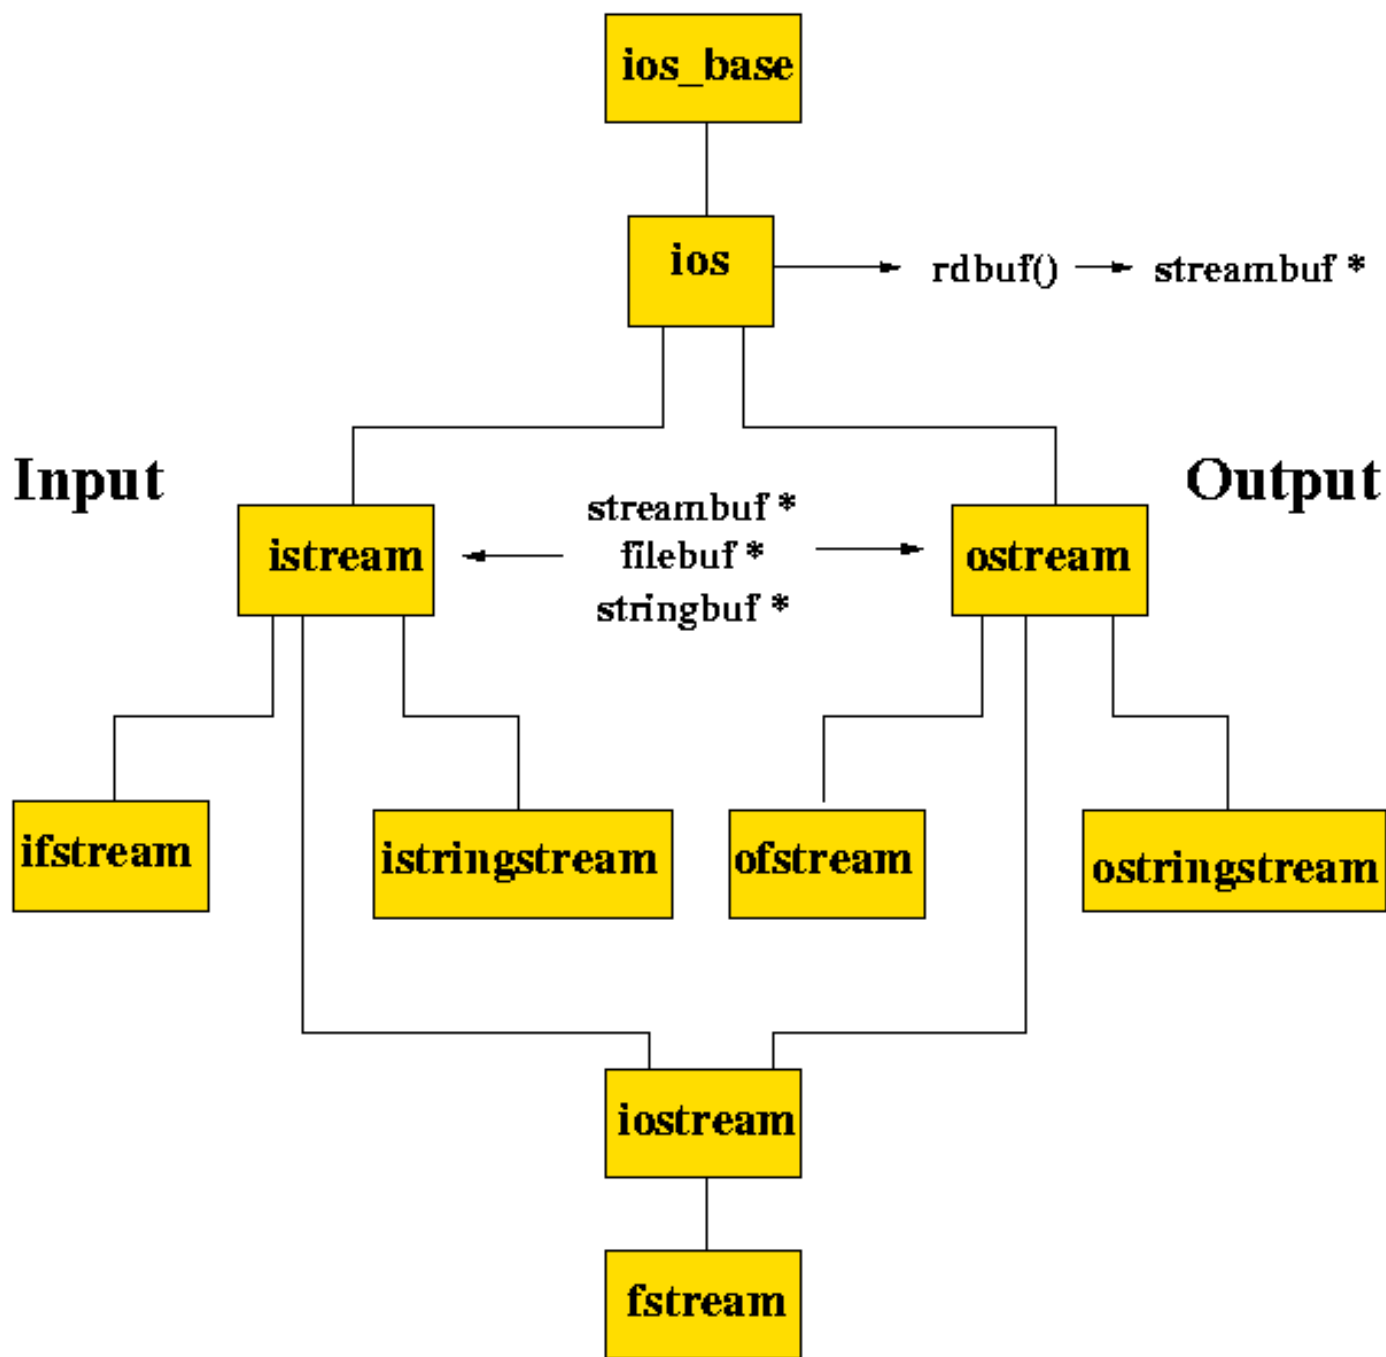 ios_base
ios
rdbuf()
streambuf *
Input
Output
istream
streambuf *
filebuf *
stringbuf *
ostream
ifstream
istringstream
ofstream
ostringstream
iostream
fstream